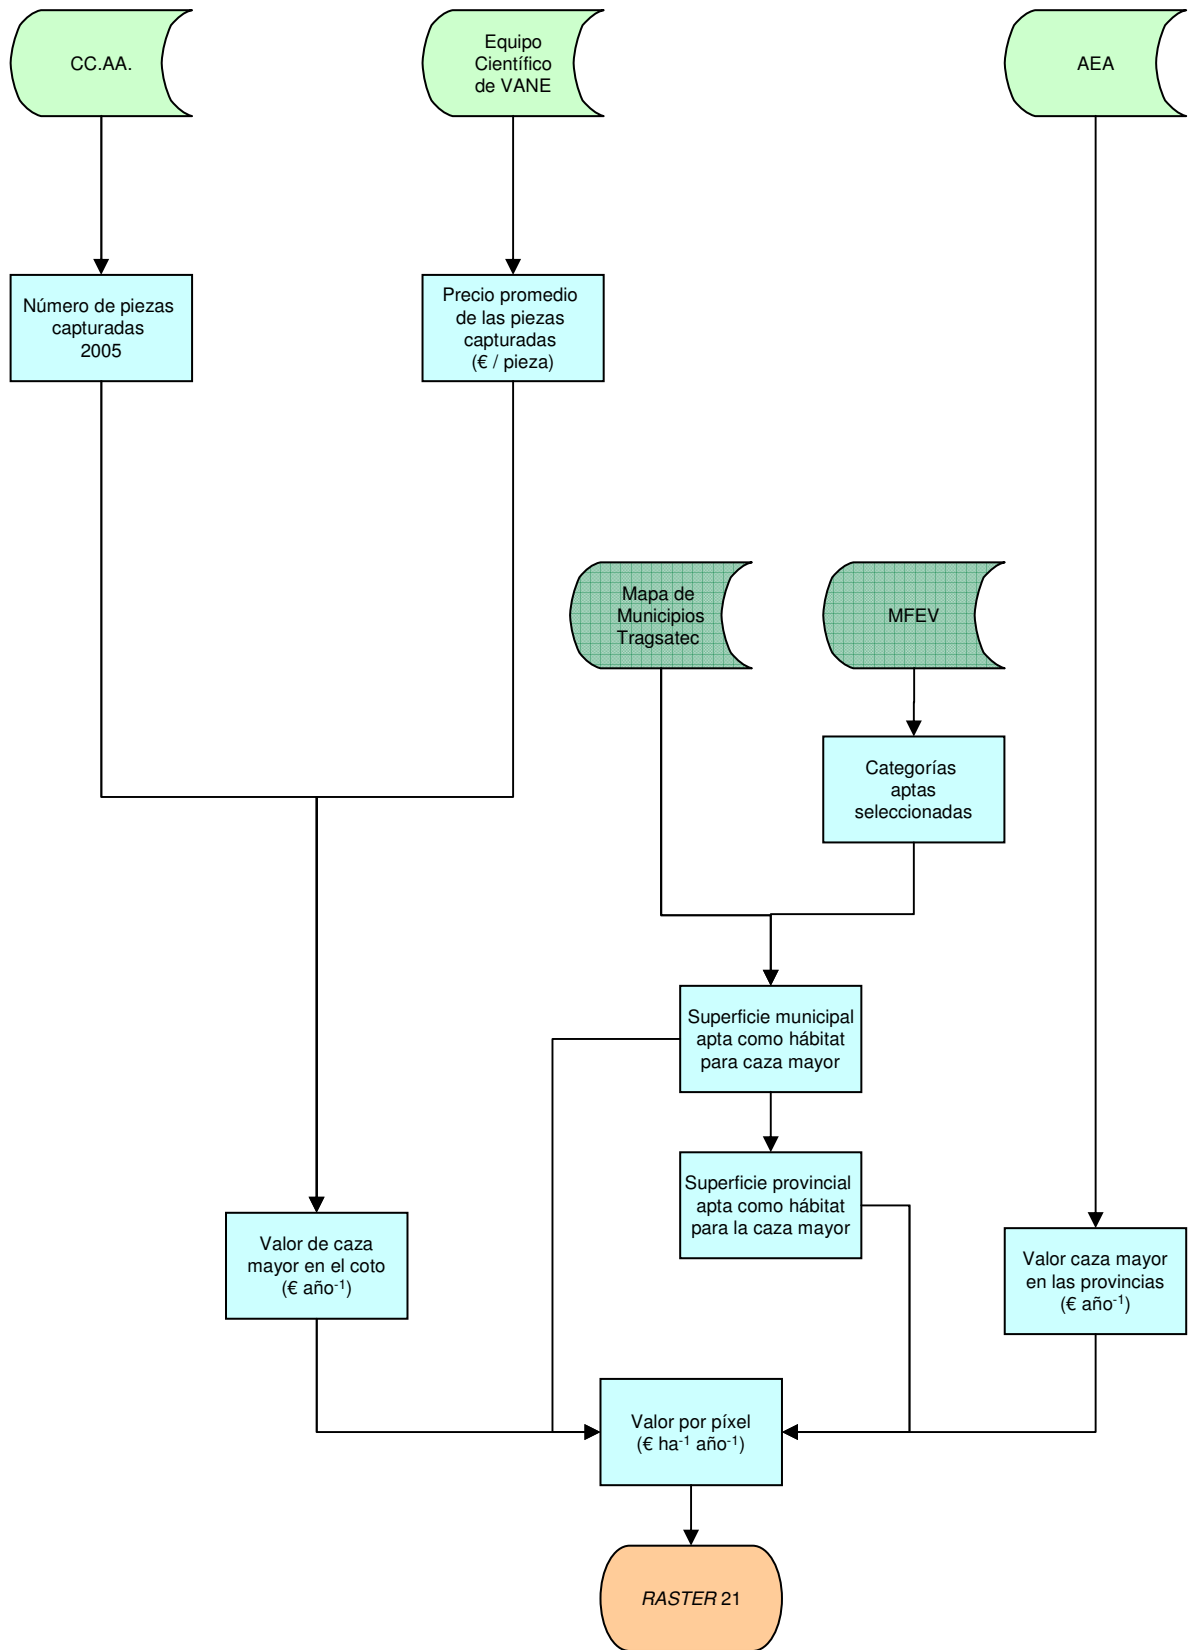 CC.AA.
Equipo
Científico
de VANE
AEA
Número de piezas
capturadas
2005
Precio promedio
de las piezas
capturadas
(€ / pieza)
Mapa de
Municipios
Tragsatec
MFEV
Categorías
aptas
seleccionadas
Superficie municipal
apta como hábitat
para caza mayor
Superficie provincial
apta como hábitat
para la caza mayor
Valor de caza
mayor en el coto
(€ año⁻¹)
Valor caza mayor
en las provincias
(€ año⁻¹)
Valor por píxel
(€ ha⁻¹ año⁻¹)
RASTER 21